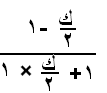 ك
- ١
٢
ك
١ + × ١
٢